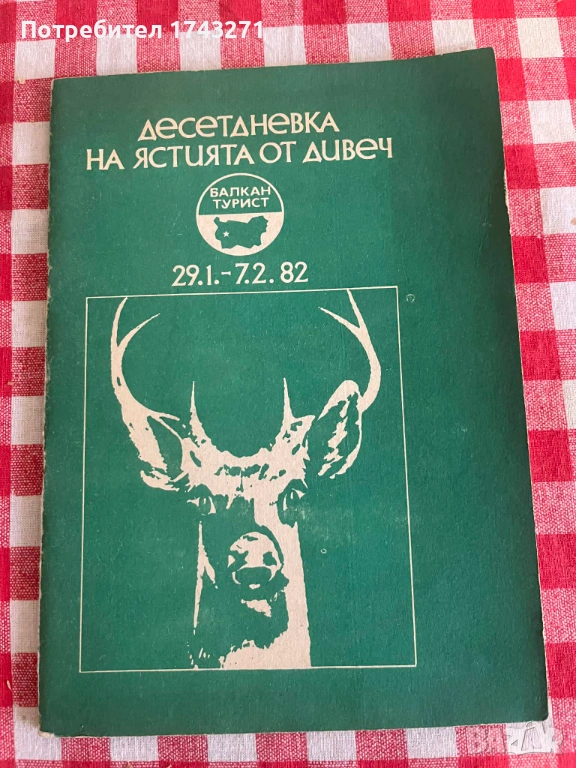 Потребител 1743271
ДЕСЕТДНЕВКА
НА ЯСТИЯТА ОТ ДИВЕЧ
БАЛКАН
ТУРИСТ
29.1.-7.2.82